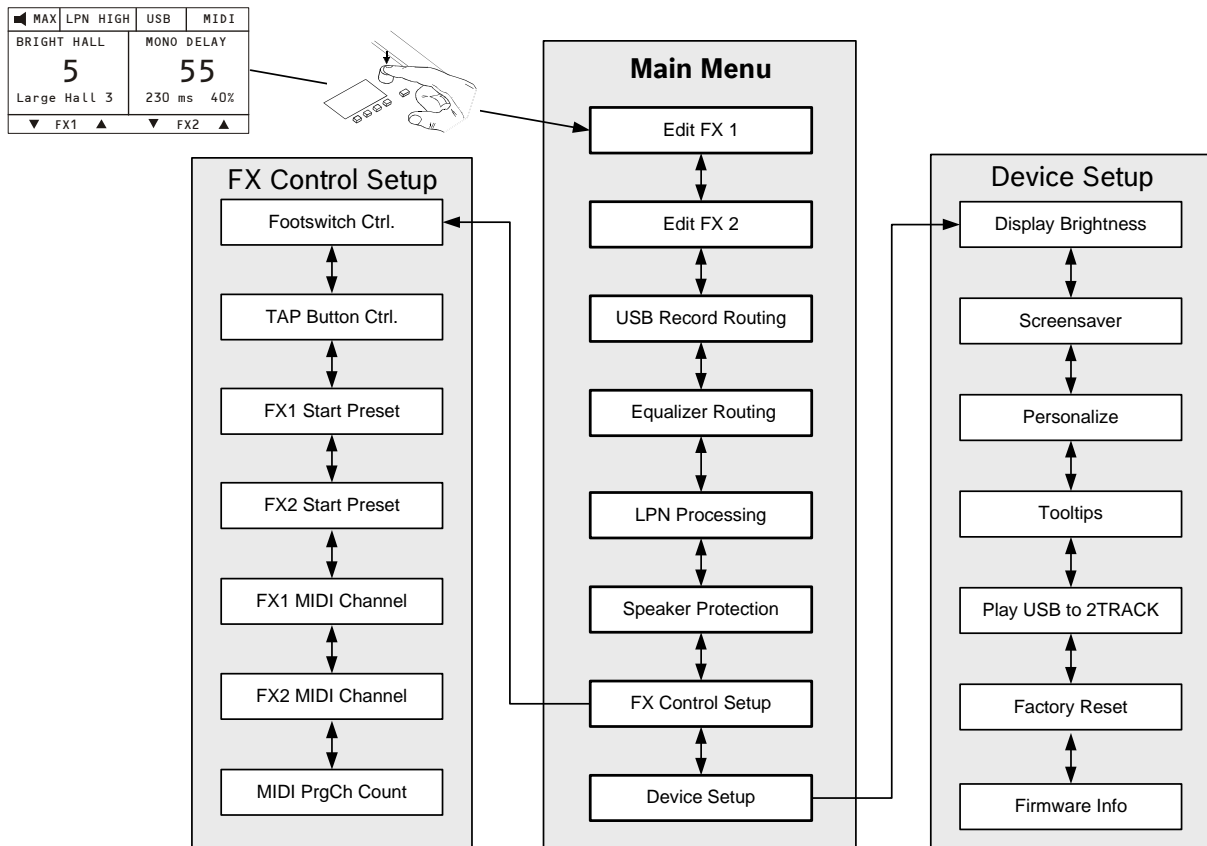 MAX LPN HIGH USB MIDI
BRIGHT HALL MONO DELAY
5 55
Large Hall 3 230 ms 40%
▼ FX1 ▲ ▼ FX2 ▲
Main Menu
Edit FX 1
Edit FX 2
USB Record Routing
Equalizer Routing
LPN Processing
Speaker Protection
FX Control Setup
Device Setup
FX Control Setup
Footswitch Ctrl.
TAP Button Ctrl.
FX1 Start Preset
FX2 Start Preset
FX1 MIDI Channel
FX2 MIDI Channel
MIDI PrgCh Count
Device Setup
Display Brightness
Screensaver
Personalize
Tooltips
Play USB to 2TRACK
Factory Reset
Firmware Info